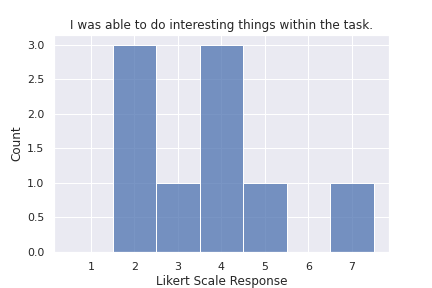 I was able to do interesting things within the task.
3.0
2.5
2.0
1.5
1.0
0.5
0.0
Count
1 2 3 4 5 6 7
Likert Scale Response